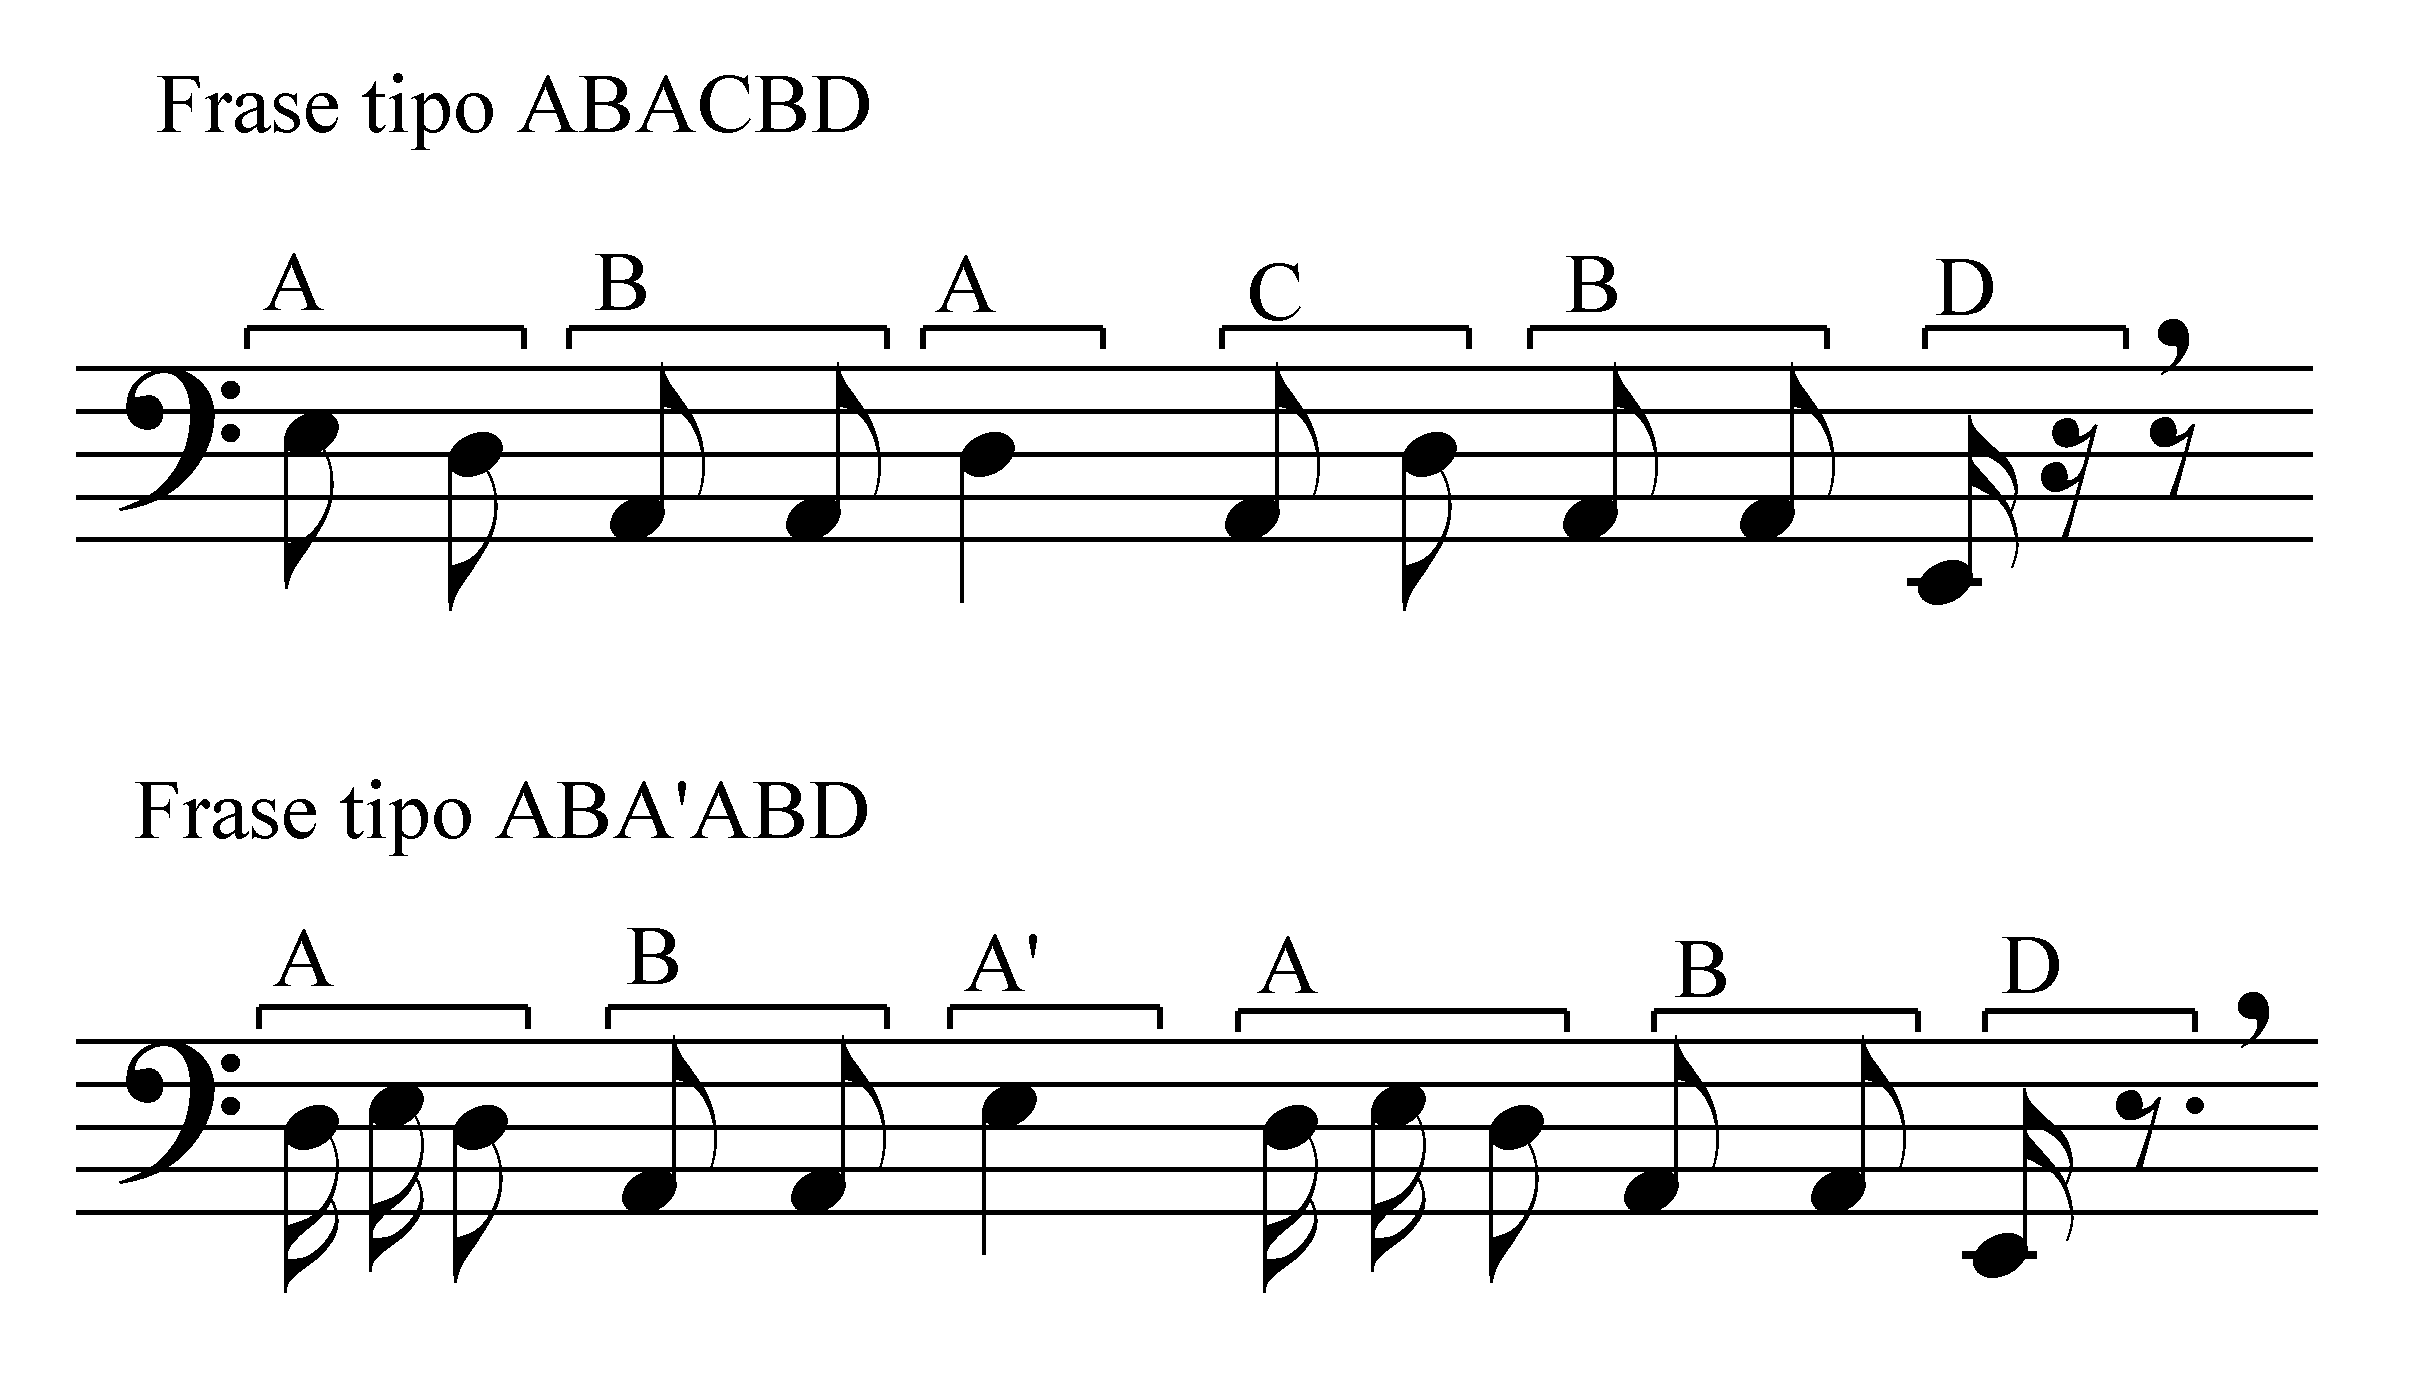 Frase tipo ABACBD
A B A C B D
Frase tipo ABA'ABD
A B A' A B D